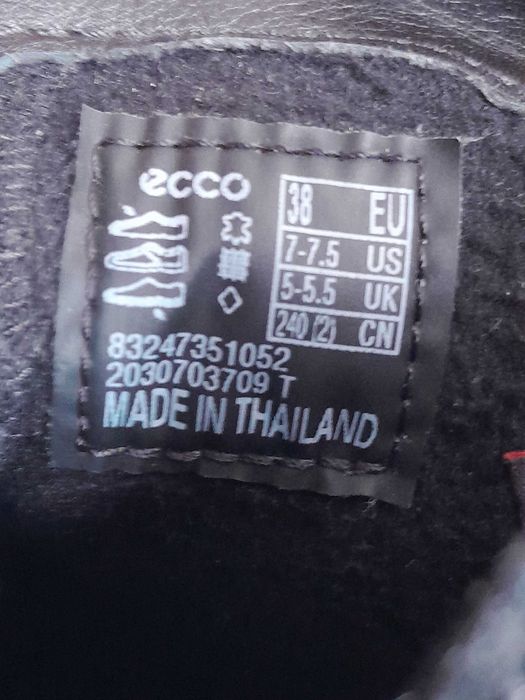 ecco
38 EU
7-7.5 US
5-5.5 UK
240 (2) CN
83247351052
2030703709 T
MADE IN THAILAND